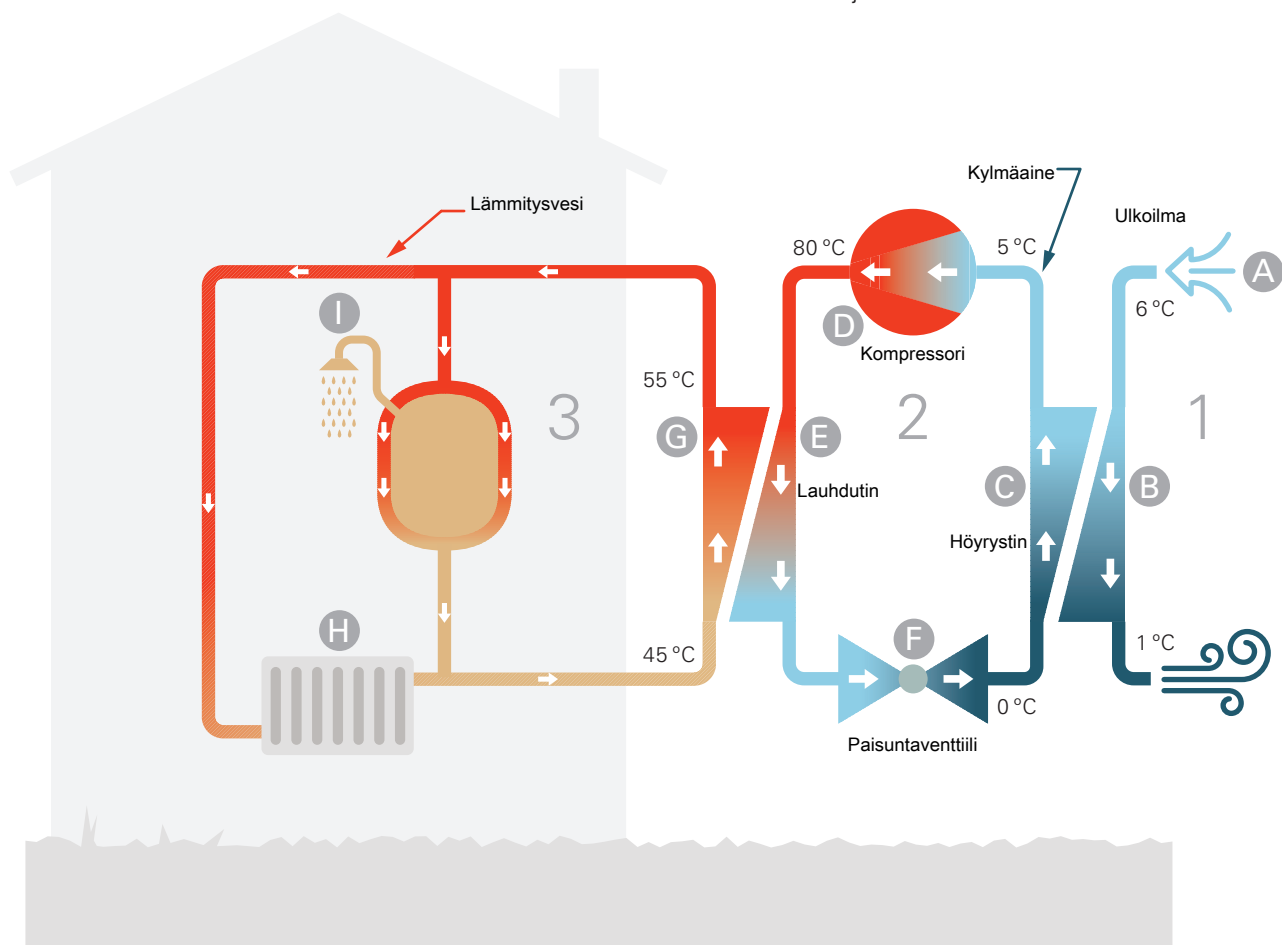 Kylmäaine
Lämmitysvesi
Ulkoilma
80 °C
5 °C
A
6 °C
I
D
Kompressori
55 °C
3
2
1
G
E
C
B
Lauhdutin
Höyrystin
H
F
45 °C
1 °C
0 °C
Paisuntaventtiili